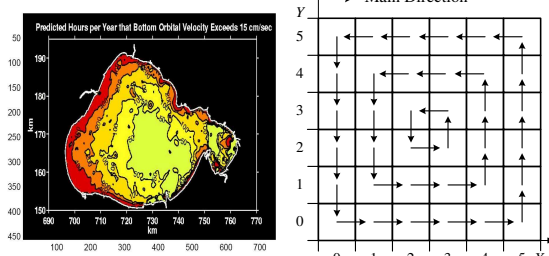 Main Direction
Predicted Hours per Year that Bottom Orbital Velocity Exceeds 15 cm/sec
50
100
150
200
250
300
350
400
450
190
180
170
160
150
km
690 700 710 720 730 740 750 760 770
km
100 200 300 400 500 600 700
Y
5
4
3
2
1
0
0 1 2 3 4 5 X